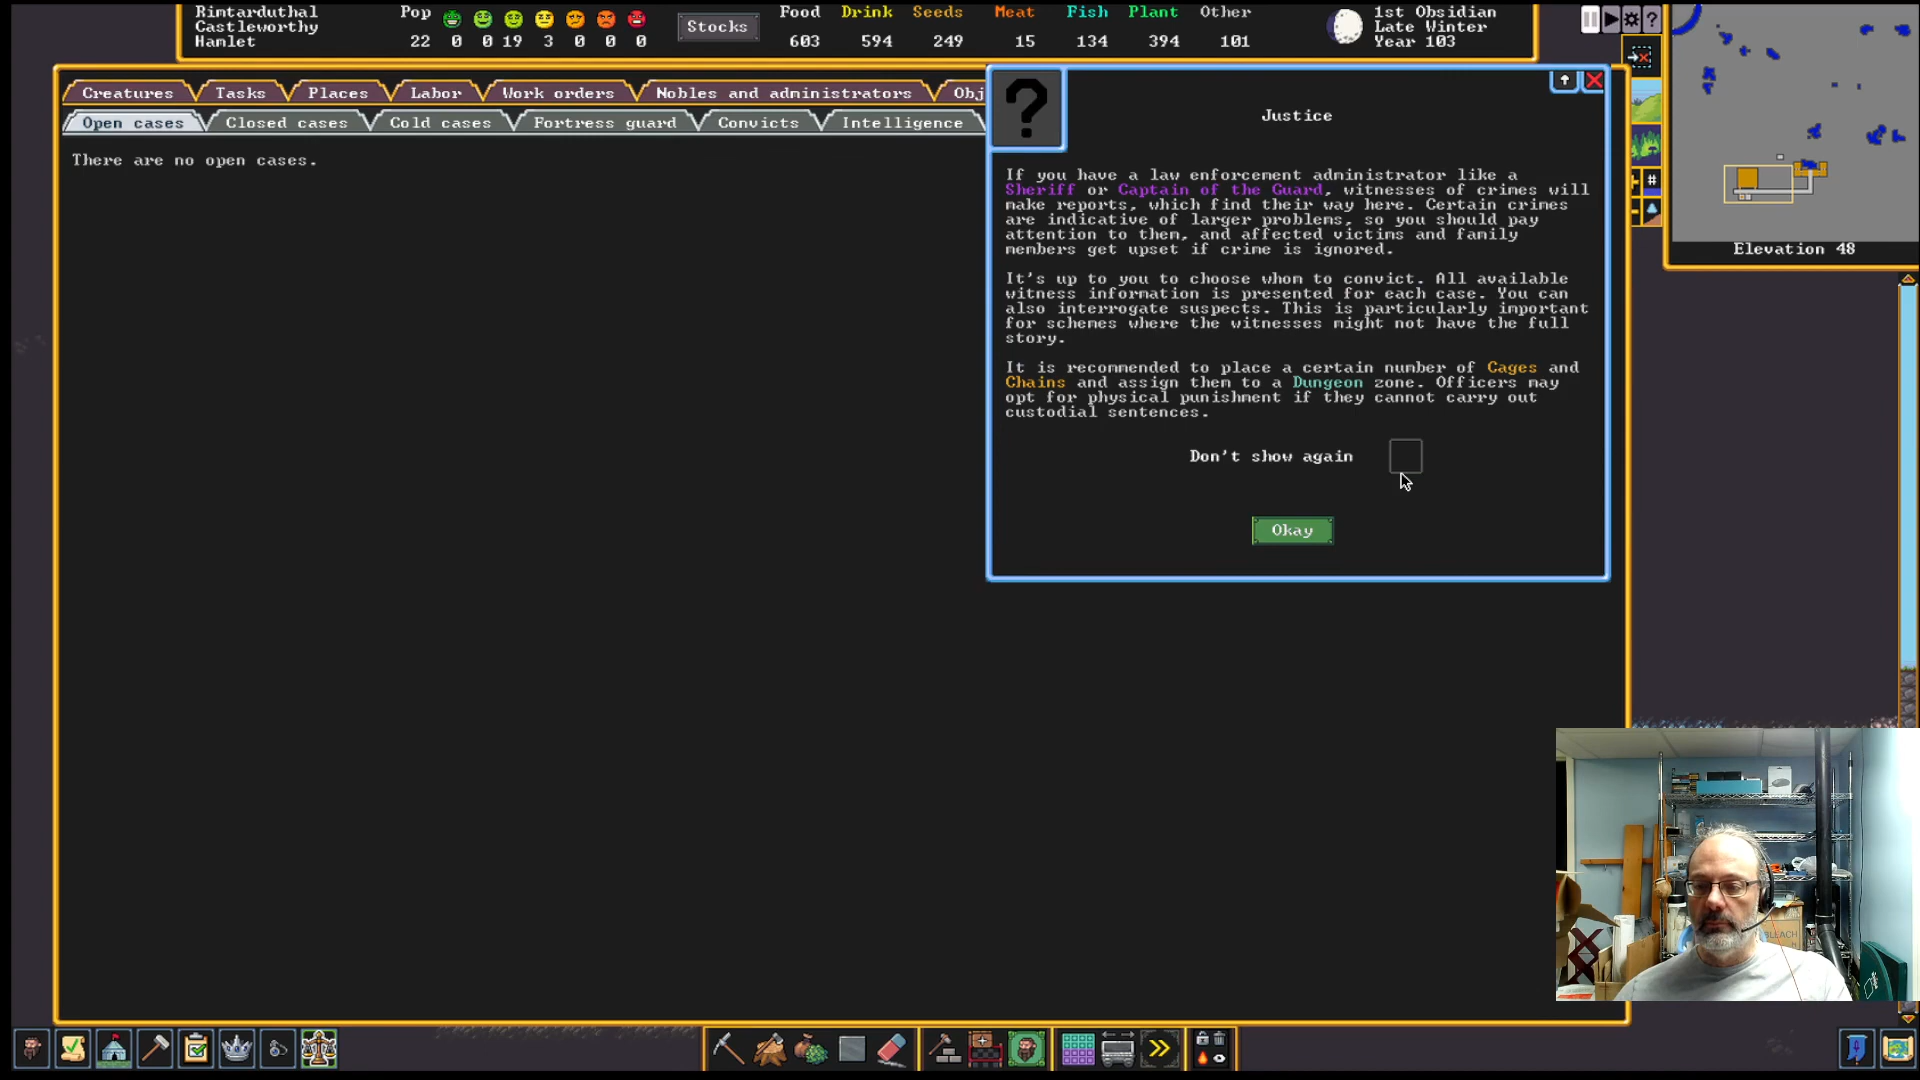 Rimtarduthal
Castleworthy
Hamlet
Pop
22 0 0 19 3 0 0 0
Stocks
Food Drink Seeds Meat Fish Plant Other
603 594 249 15 134 394 101
1st Obsidian
Late Winter
Year 103
Elevation 48
Creatures Tasks Places Labor Work orders Nobles and administrators Obj
Open cases Closed cases Cold cases Fortress guard Convicts Intelligence
There are no open cases.
Justice
If you have a law enforcement administrator like a
Sheriff or Captain of the Guard, witnesses of crimes will
make reports, which find their way here. Certain crimes
are indicative of larger problems, so you should pay
attention to them, and affected victims and family
members get upset if crime is ignored.
It's up to you to choose whom to convict. All available
witness information is presented for each case. You can
also interrogate suspects. This is particularly important
for schemes where the witnesses might not have the full
story.
It is recommended to place a certain number of Cages and
Chains and assign them to a Dungeon zone. Officers may
opt for physical punishment if they cannot carry out
custodial sentences.
Don't show again
Okay
BLEACH